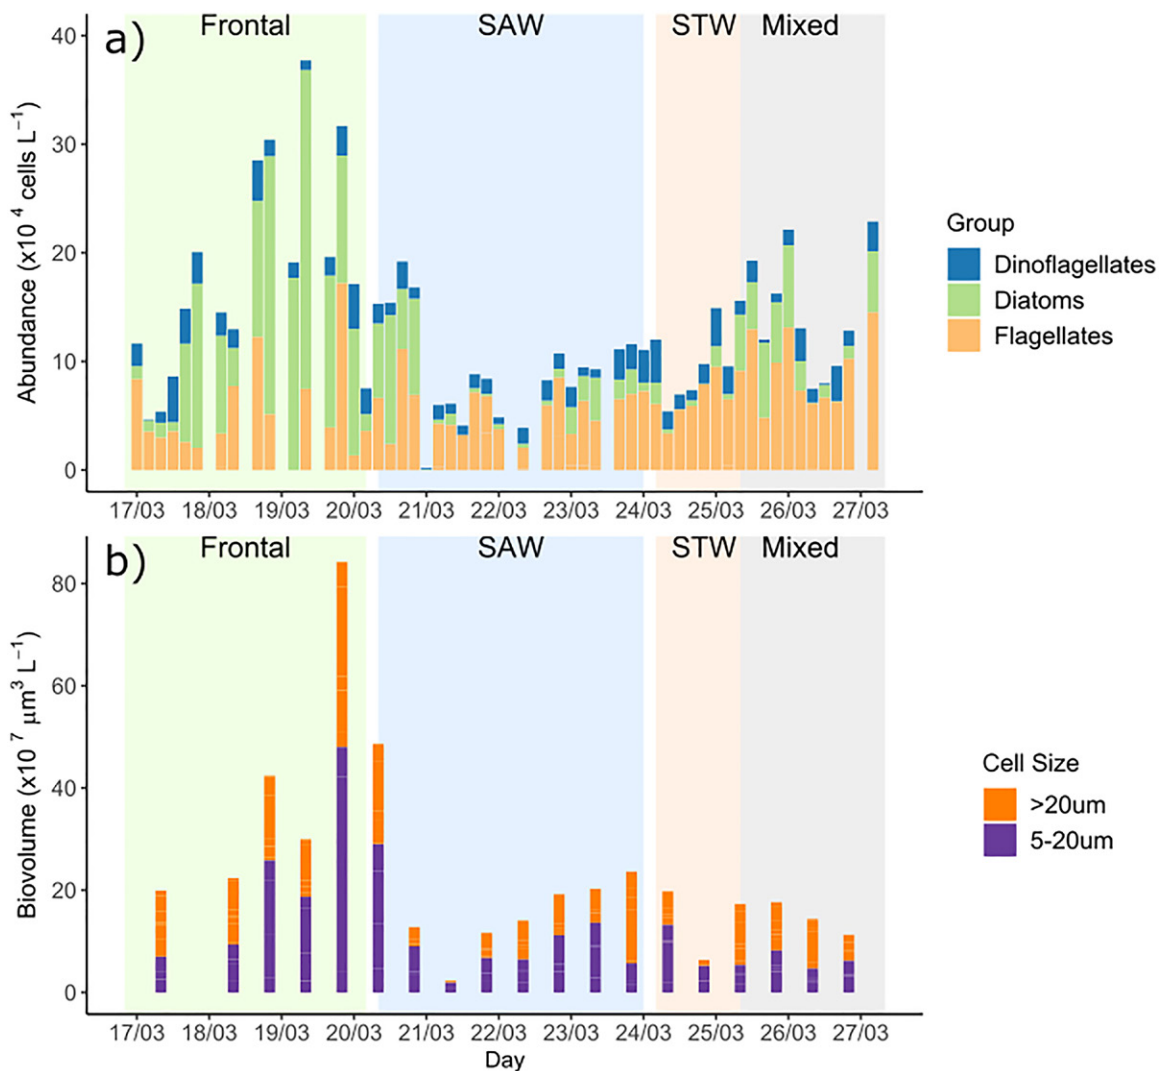 a)
Frontal SAW STW Mixed
Abundance (x10 4 cells L−1)
40
30
20
10
0
17/03 18/03 19/03 20/03 21/03 22/03 23/03 24/03 25/03 26/03 27/03
Group
Dinoflagellates
Diatoms
Flagellates
b)
Frontal SAW STW Mixed
Biovolume (x10 7 μm3 L−1)
80
60
40
20
0
17/03 18/03 19/03 20/03 21/03 22/03 23/03 24/03 25/03 26/03 27/03
Day
Cell Size
>20um
5-20um